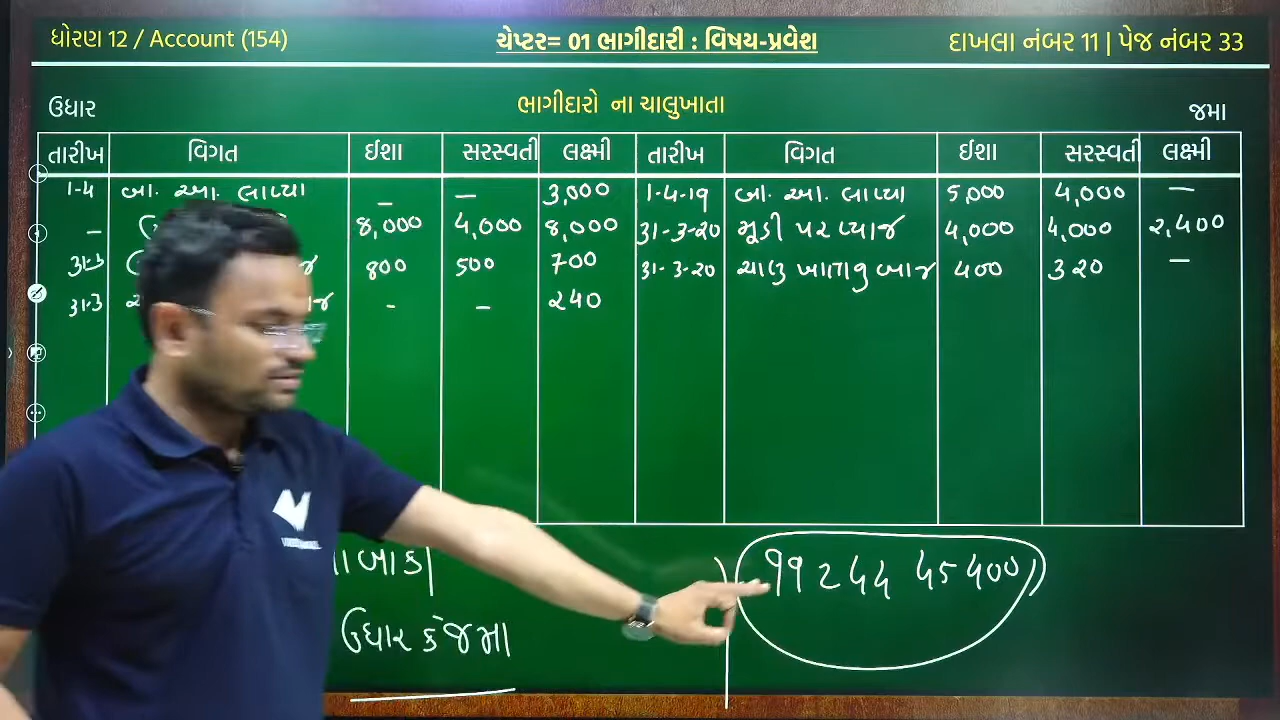 ધોરણ 12 / Account (154) ચેપ્ટર= 01 ભાગીદારી : વિષય-પ્રવેશ દાખલા નંબર 11 | પેજ નંબર 33
ઉધાર ભાગીદારો ના ચાલુખાતા જમા
તારીખ વિગત ઈશા સરસ્વતી લક્ષ્મી તારીખ વિગત ઈશા સરસ્વતી લક્ષ્મી
1-4 બા. આ. લાવ્યા - - 3,000 1-4-19 બા. આ. લાવ્યા 5,000 4,000 -
- 8,000 4,000 8,000 31-3-20 મૂડી પર વ્યાજ 4,000 4,000 2,400
31-3 800 500 700 31-3-20 400 320 -
31-3 - - 240
ઉધાર કે જમા
99244 45400